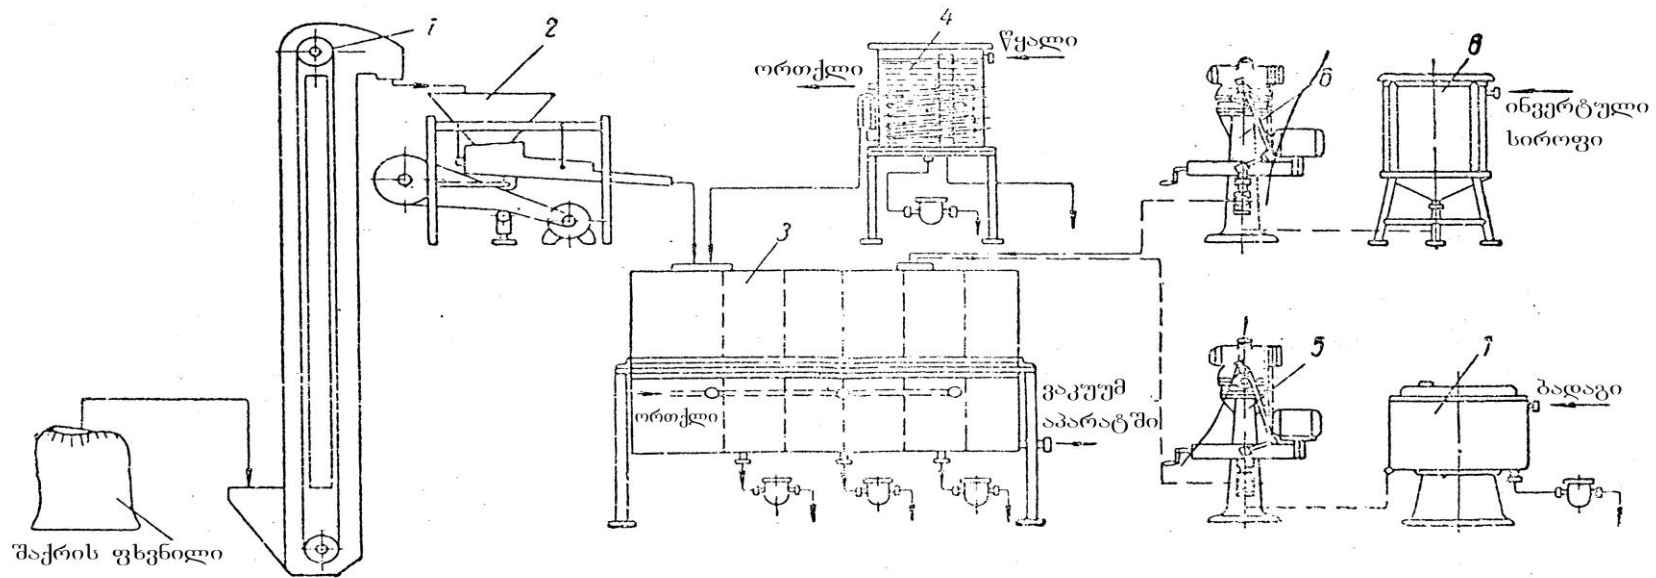 1
2
4
წყალი
ორთქლი
6
8
ინვერტული
სიროფი
3
ორთქლი
ვაკუუმ
აპარატში
5
7
ბადაგი
შაქრის ფხვნილი